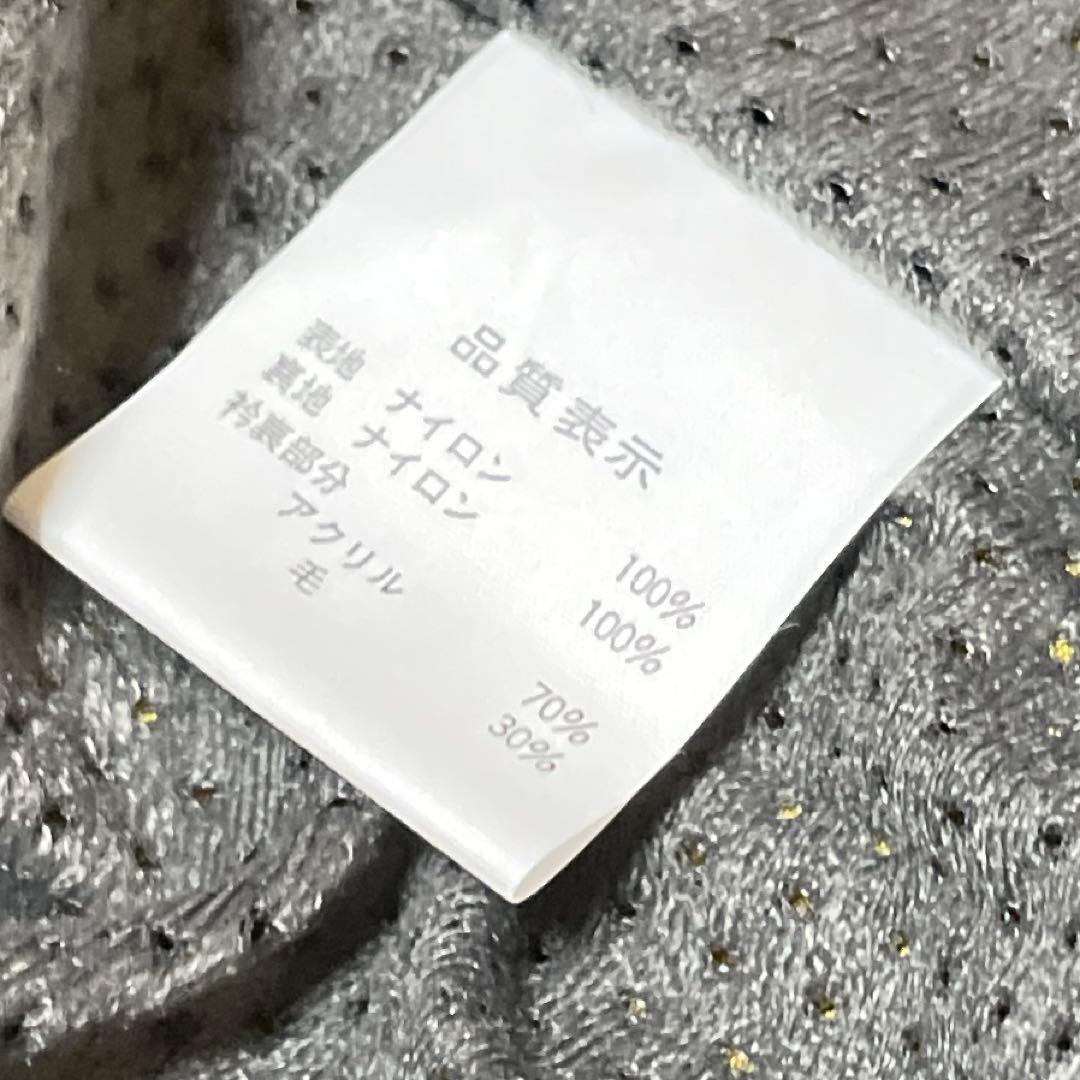 品質表示
表地 ナイロン 100%
裏地 ナイロン 100%
衿裏部分
アクリル 70%
毛 30%